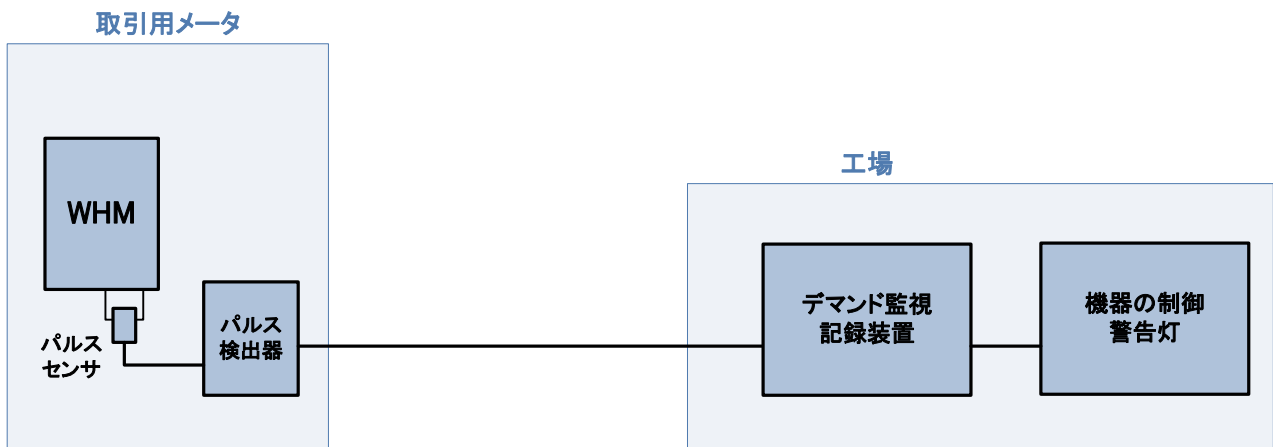 取引用メータ
WHM
パルス
センサ
パルス
検出器
工場
デマンド監視
記録装置
機器の制御
警告灯